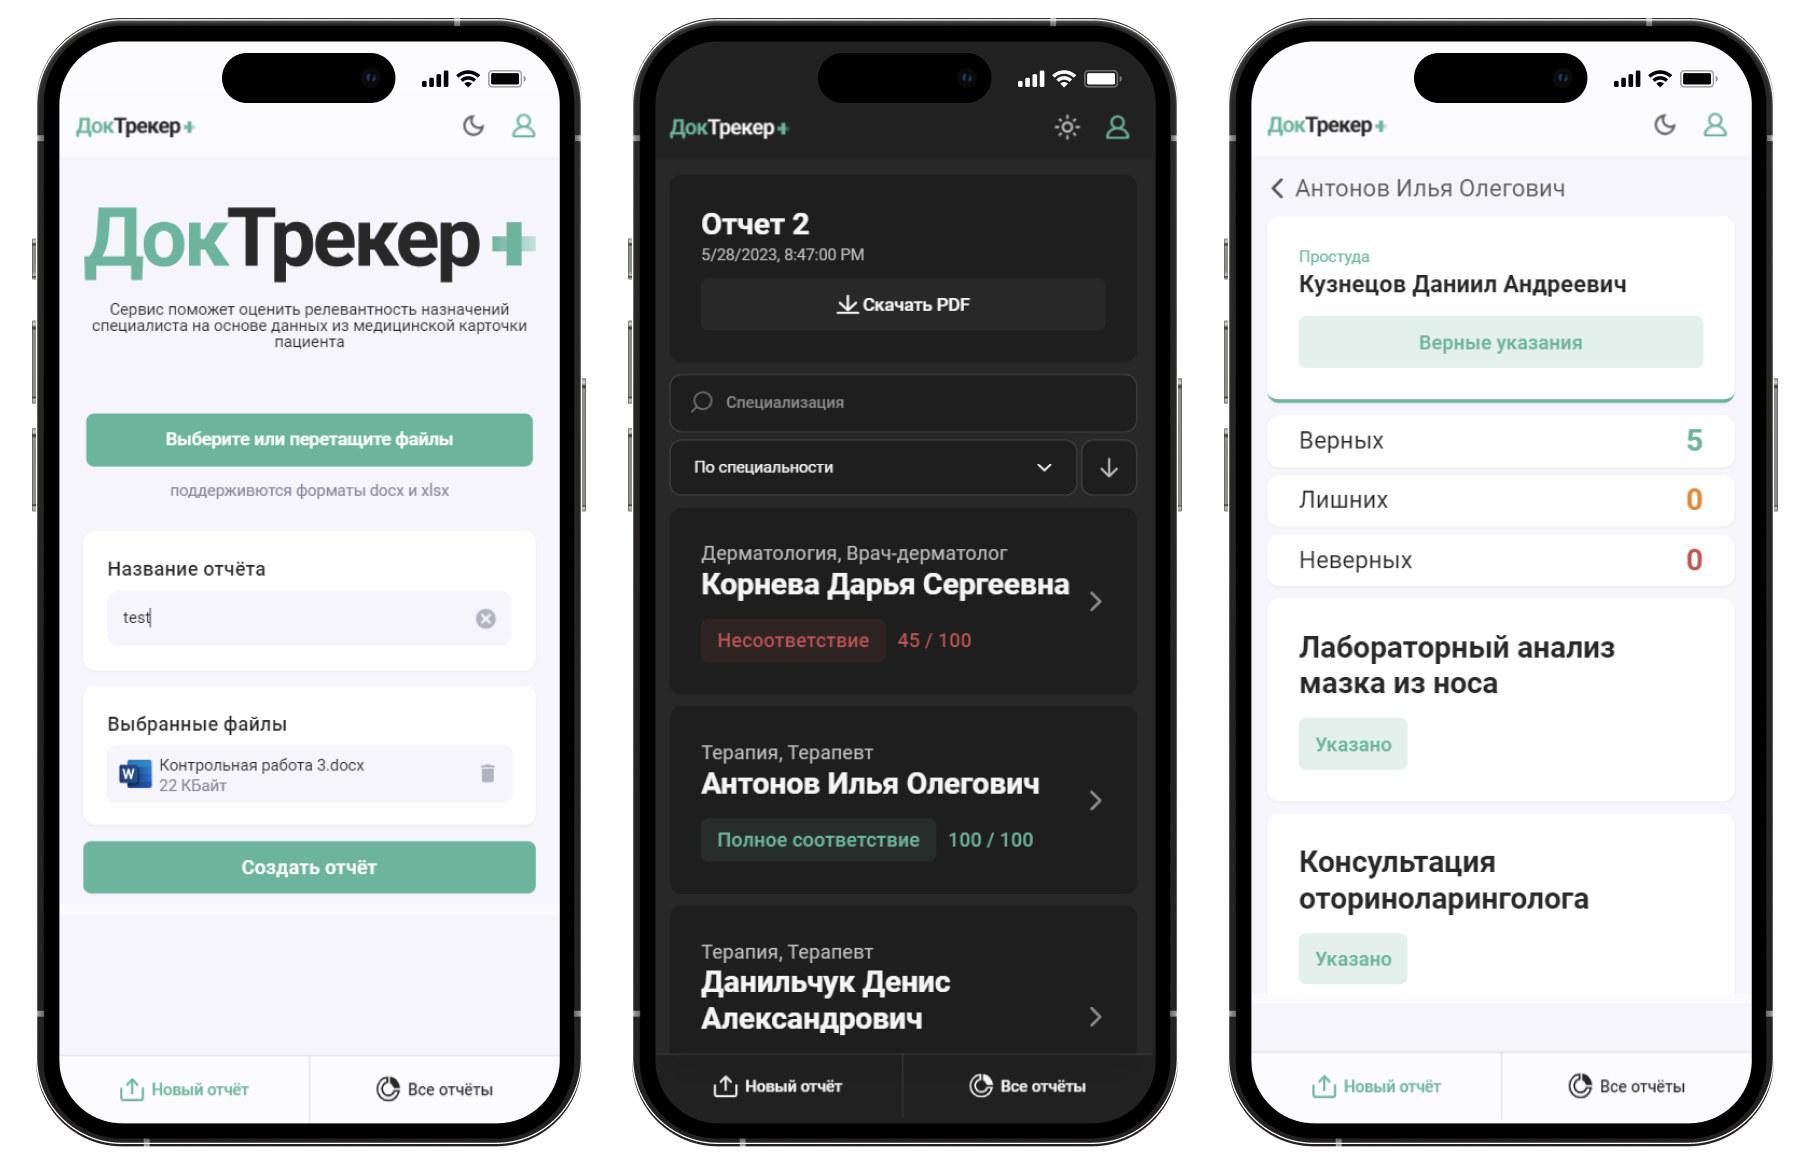 ДокТрекер+
ДокТрекер+
Сервис поможет оценить релевантность назначений
специалиста на основе данных из медицинской карточки
пациента
Выберите или перетащите файлы
поддерживются форматы docx и xlsx
Название отчёта
test
Выбранные файлы
W
Контрольная работа 3.docx
22 КБайт
Создать отчёт
Новый отчёт
Все отчёты
ДокТрекер+
Отчет 2
5/28/2023, 8:47:00 PM
Скачать PDF
Специализация
По специальности
Дерматология, Врач-дерматолог
Корнева Дарья Сергеевна
Несоответствие 45 / 100
Терапия, Терапевт
Антонов Илья Олегович
Полное соответствие 100 / 100
Терапия, Терапевт
Данильчук Денис
Александрович
Новый отчёт
Все отчёты
ДокТрекер+
Антонов Илья Олегович
Простуда
Кузнецов Даниил Андреевич
Верные указания
Верных 5
Лишних 0
Неверных 0
Лабораторный анализ
мазка из носа
Указано
Консультация
оториноларинголога
Указано
Новый отчёт
Все отчёты